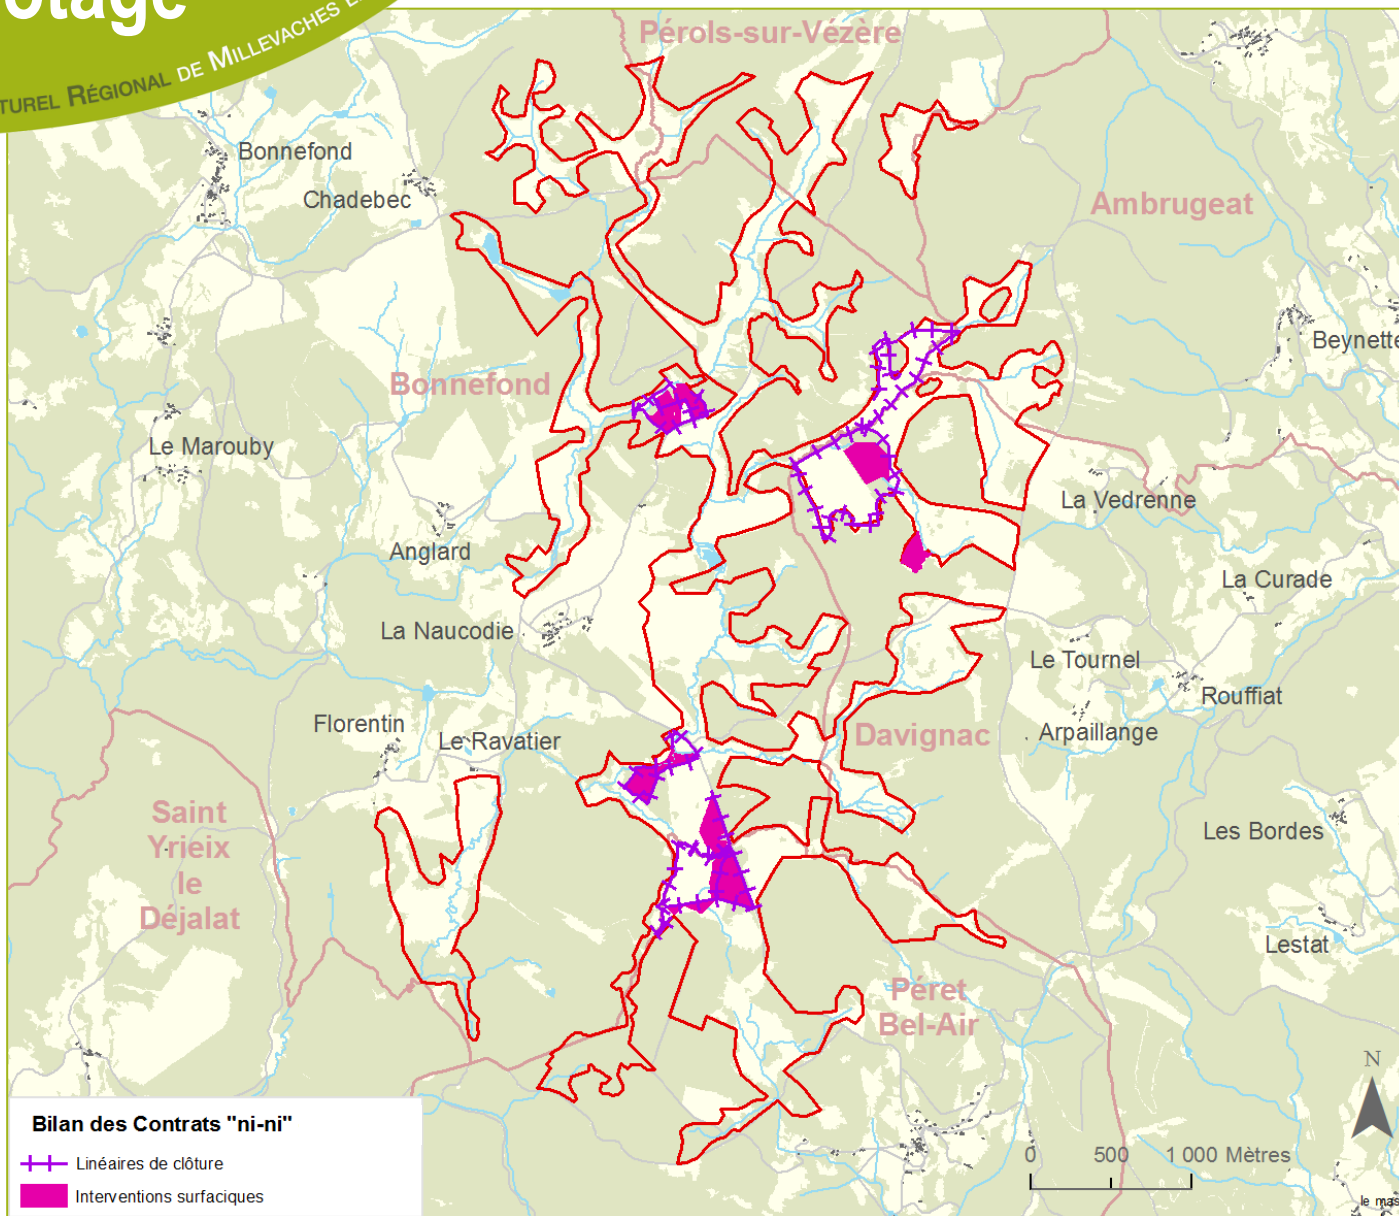 otage
TUREL RÉGIONAL DE MILLEVACHES E
Pérols-sur-Vézère
Bonnefond
Chadebec
Ambrugeat
Beynette
Bonnefond
Le Marouby
La Vedrenne
Anglard
La Curade
La Naucodie
Le Tournel
Rouffiat
Florentin
Le Ravatier
Davignac
Arpaillange
Saint
Yrieix
le
Déjalat
Les Bordes
Lestat
Péret
Bel-Air
N
Bilan des Contrats "ni-ni"
Linéaires de clôture
Interventions surfaciques
0 500 1 000 Mètres
le mas